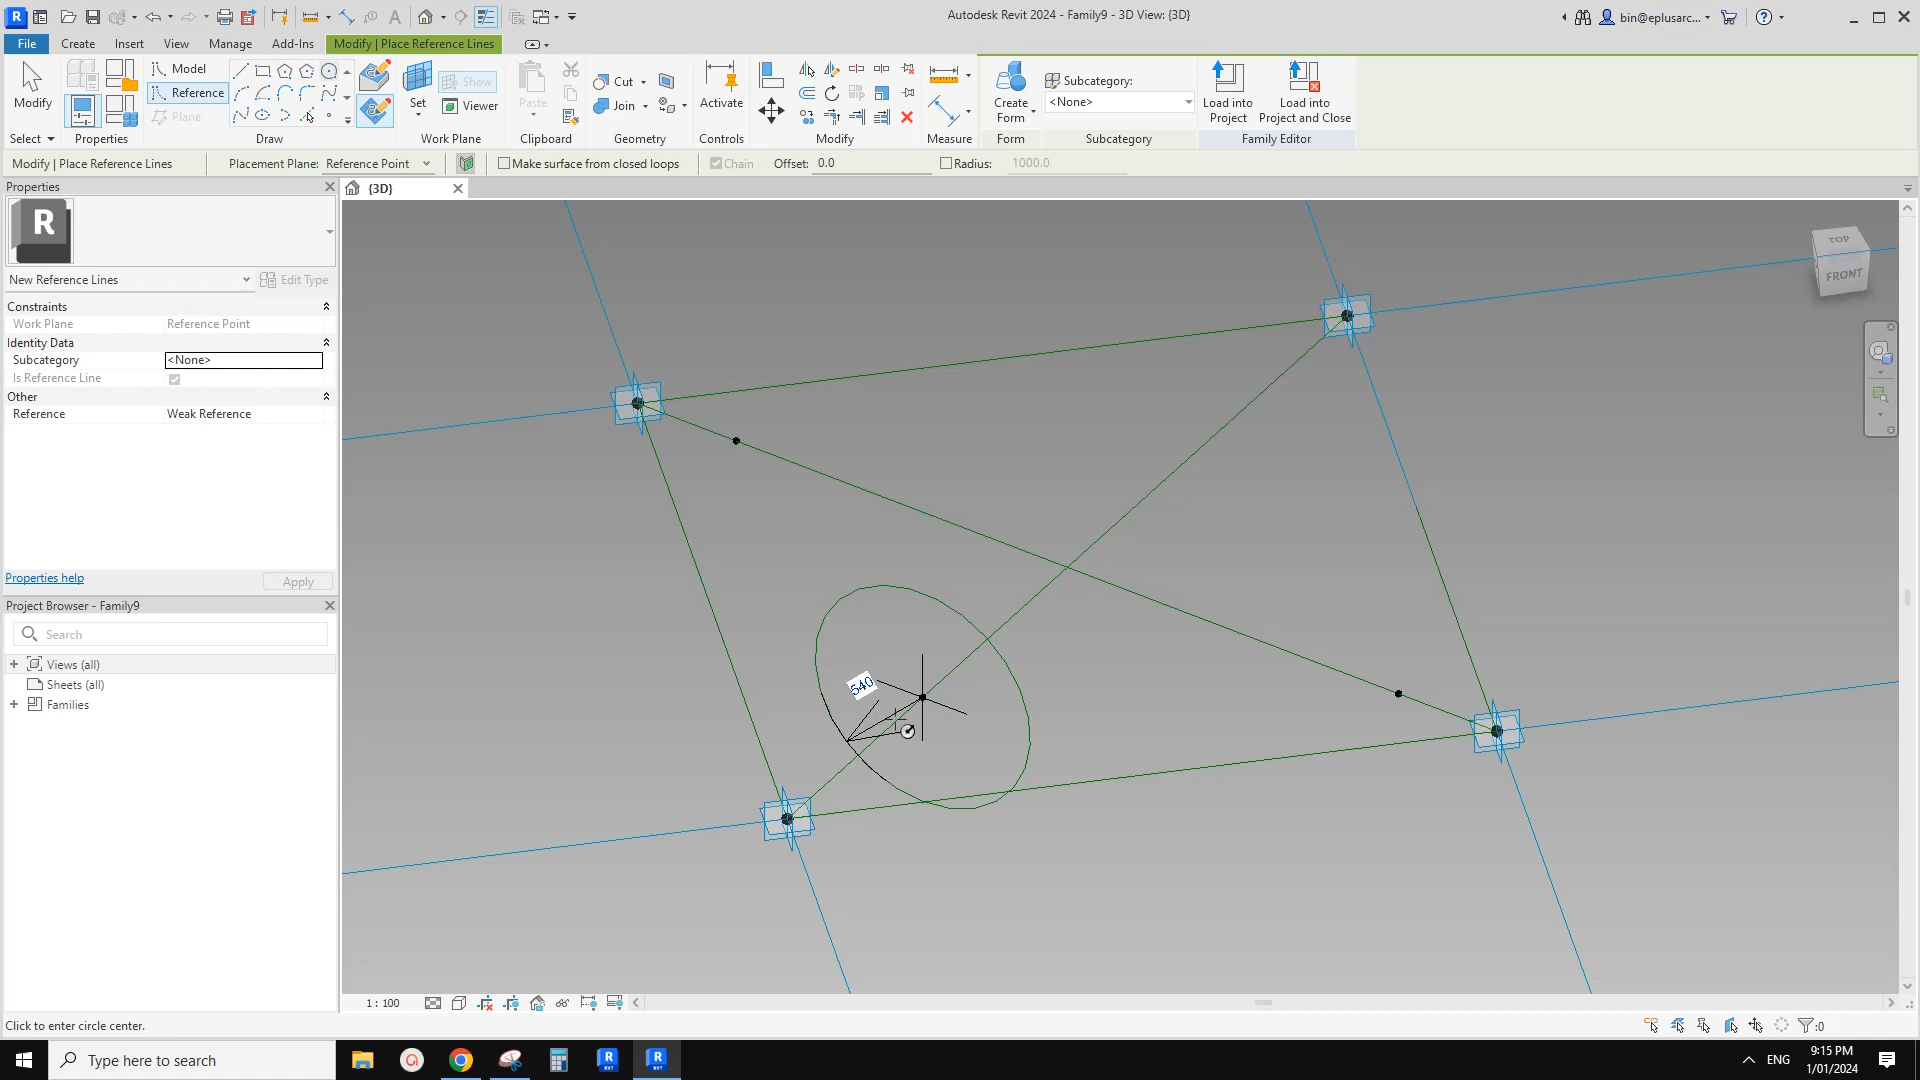 Autodesk Revit 2024 - Family9 - 3D View: {3D}
bin@eplusarc...
File
Create
Insert
View
Manage
Add-Ins
Modify | Place Reference Lines
Modify
Select
Properties
Model
Reference
Plane
Draw
Set
Show
Viewer
Work Plane
Paste
Clipboard
Cut
Join
Geometry
Activate
Controls
Modify
Measure
Create
Form
Form
Subcategory:
<None>
Subcategory
Load into
Project
Load into
Project and Close
Family Editor
Modify | Place Reference Lines
Placement Plane: Reference Point
Make surface from closed loops
Chain
Offset: 0.0
Radius: 1000.0
Properties
R
New Reference Lines
Edit Type
Constraints
Work Plane Reference Point
Identity Data
Subcategory <None>
Is Reference Line
Other
Reference Weak Reference
Properties help
Apply
Project Browser - Family9
Search
Views (all)
Sheets (all)
Families
{3D}
TOP
FRONT
540
1 : 100
Click to enter circle center.
:0
Type here to search
ENG
9:15 PM
1/01/2024